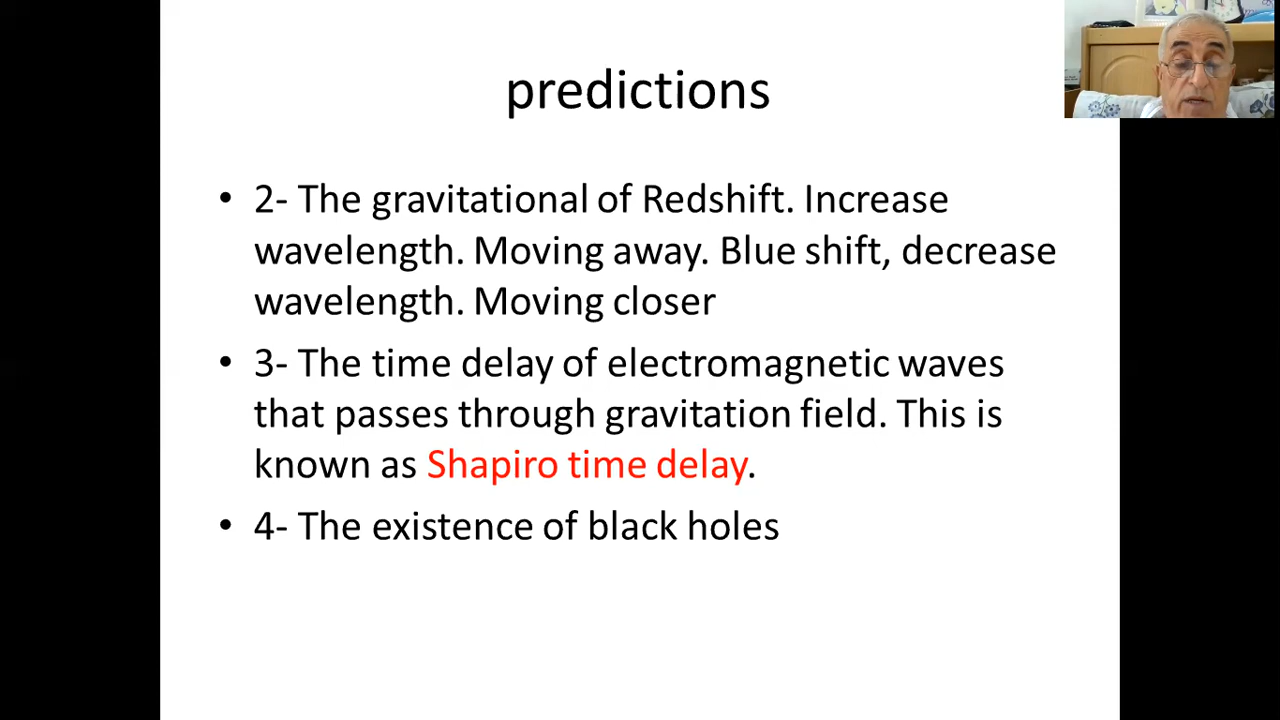 predictions
• 2- The gravitational of Redshift. Increase
wavelength. Moving away. Blue shift, decrease
wavelength. Moving closer
• 3- The time delay of electromagnetic waves
that passes through gravitation field. This is
known as Shapiro time delay.
• 4- The existence of black holes